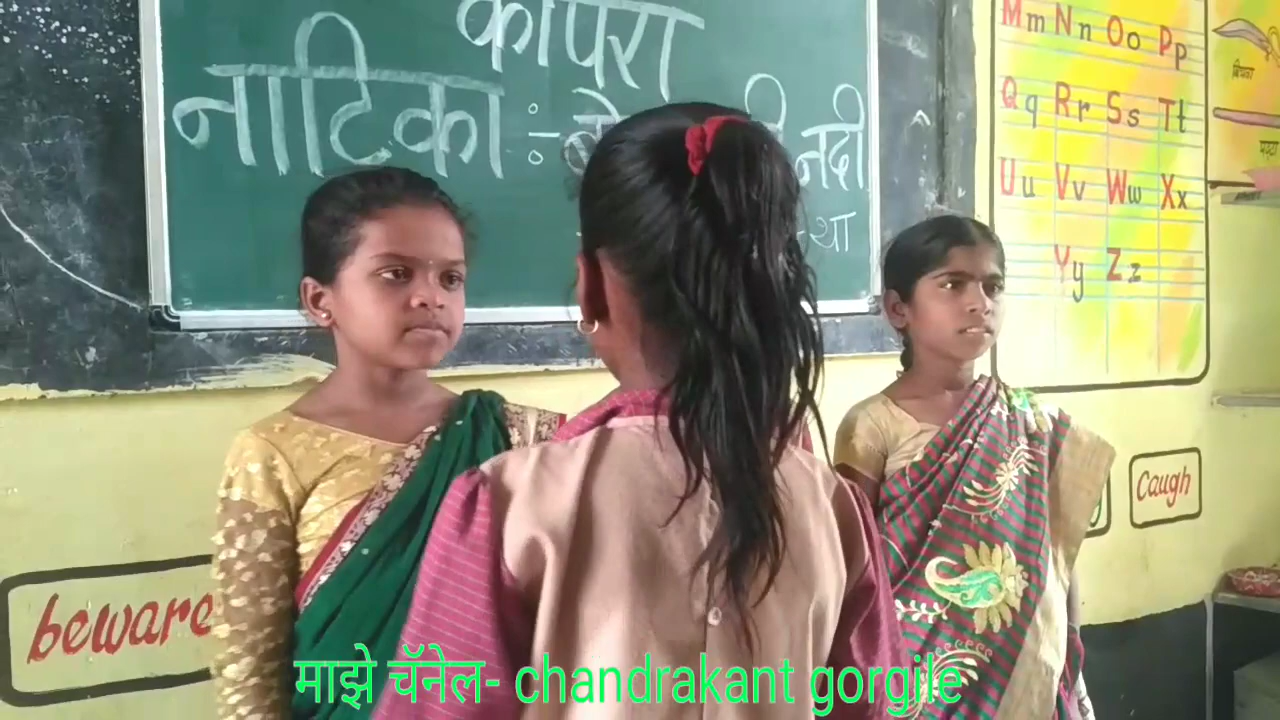 कापरा
नाटिका :- नदी
था
Mm Nn Oo Pp
Qq Rr Ss Tt
Uu Vv Ww Xx
Yy Zz
beware
Caugh
माझे चॅनेल- chandrakant gorgile